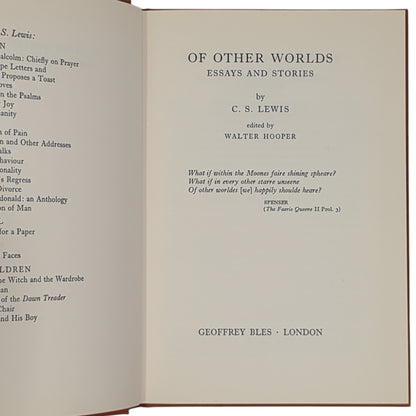 S. Lewis:
N
alcolm: Chiefly on Prayer
pe Letters and
Proposes a Toast
oves
n the Psalms
Joy
anity
n of Pain
n and Other Addresses
alks
haviour
ersonality
's Regress
Divorce
donald: an Anthology
on of Man
L
for a Paper
Faces
LDREN
he Witch and the Wardrobe
an
of the Dawn Treader
Chair
nd His Boy
OF OTHER WORLDS
ESSAYS AND STORIES
by
C. S. LEWIS
edited by
WALTER HOOPER
What if within the Moones faire shining spheare?
What if in every other starre unseene
Of other worldes [we] happily shoulde heare?
SPENSER
(The Faerie Queene II Prol. 3)
GEOFFREY BLES · LONDON